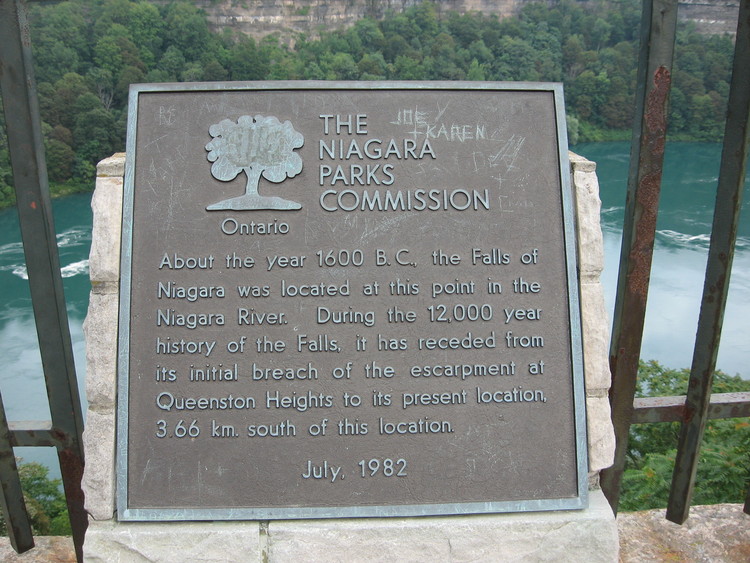 THE
NIAGARA
PARKS
COMMISSION
JOE
+ KAREN
Ontario
About the year 1600 B.C., the Falls of
Niagara was located at this point in the
Niagara River. During the 12,000 year
history of the Falls, it has receded from
its initial breach of the escarpment at
Queenston Heights to its present location,
3.66 km. south of this location.
July, 1982